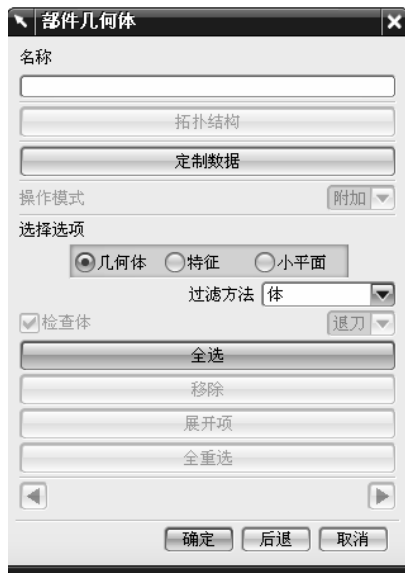 部件几何体
名称
拓扑结构
定制数据
操作模式 附加
选择选项
几何体 特征 小平面
过滤方法 体
检查体 退刀
全选
移除
展开项
全重选
确定 后退 取消